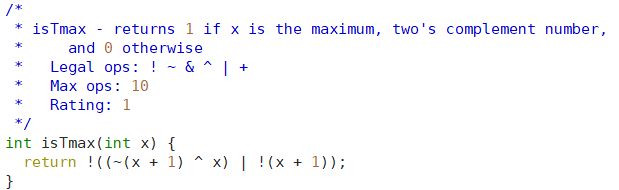 /*
 * isTmax - returns 1 if x is the maximum, two's complement number,
 *     and 0 otherwise
 *   Legal ops: ! ~ & ^ | +
 *   Max ops: 10
 *   Rating: 1
 */
int isTmax(int x) {
  return !((~(x + 1) ^ x) | !(x + 1));
}